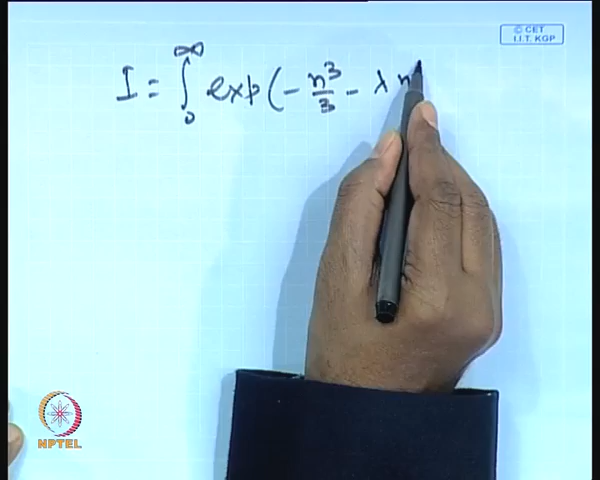 © CET
I.I.T. KGP
I = ∫₀^∞ exp(- n³/3 - λ n
NPTEL